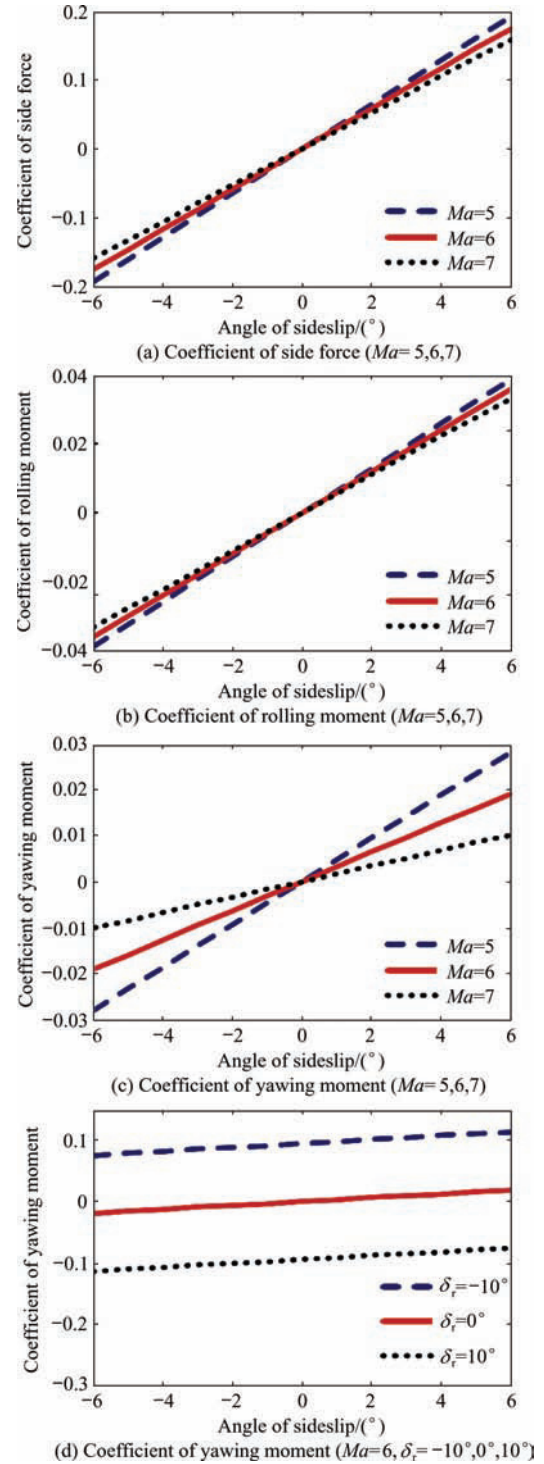 0.2
0.1
0
−0.1
−0.2
Coefficient of side force
Ma=5
Ma=6
Ma=7
−6 −4 −2 0 2 4 6
Angle of sideslip/(°)
(a) Coefficient of side force (Ma= 5,6,7)
0.04
0.02
0
−0.02
−0.04
Coefficient of rolling moment
Ma=5
Ma=6
Ma=7
−6 −4 −2 0 2 4 6
Angle of sideslip/(°)
(b) Coefficient of rolling moment (Ma=5,6,7)
0.03
0.02
0.01
0
−0.01
−0.02
−0.03
Coefficient of yawing moment
Ma=5
Ma=6
Ma=7
−6 −4 −2 0 2 4 6
Angle of sideslip/(°)
(c) Coefficient of yawing moment (Ma= 5,6,7)
0.1
0
−0.1
−0.2
−0.3
Coefficient of yawing moment
δr=−10°
δr=0°
δr=10°
−6 −4 −2 0 2 4 6
Angle of sideslip/(°)
(d) Coefficient of yawing moment (Ma=6, δr= −10°,0°,10°)